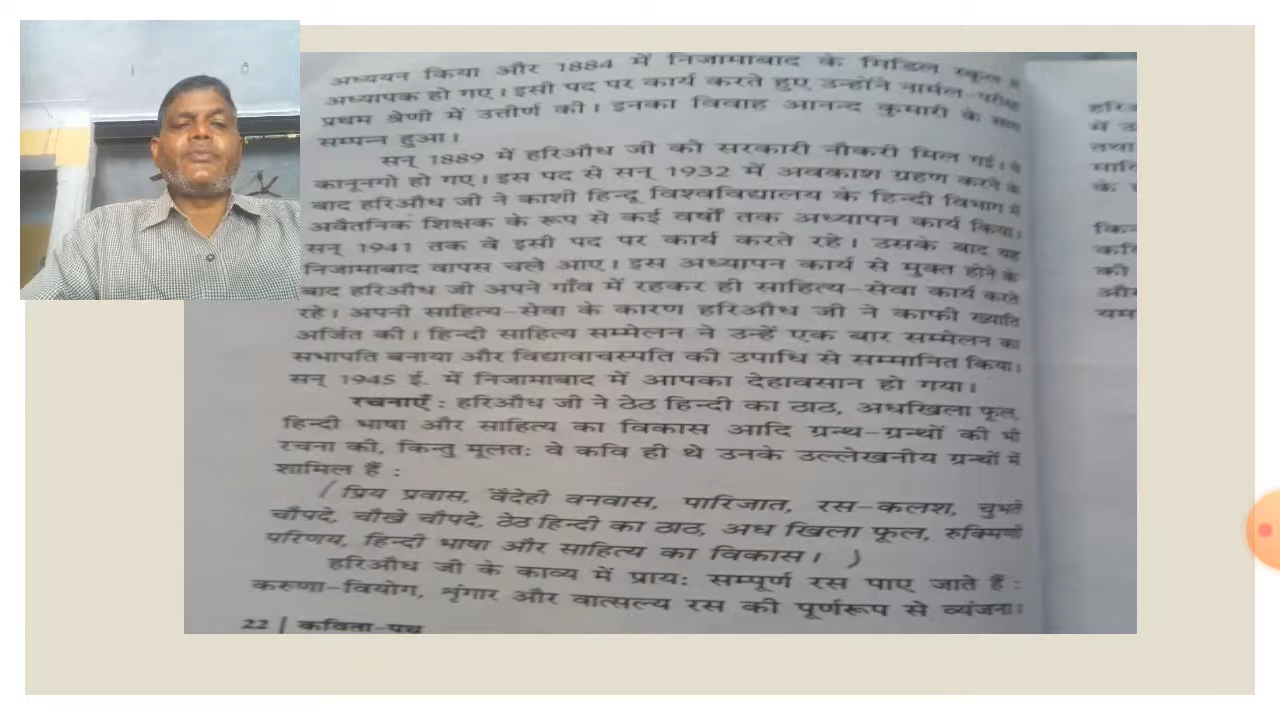 अध्ययन किया और 1884 में निजामाबाद के मिडिल स्कूल में
अध्यापक हो गए। इसी पद पर कार्य करते हुए उन्होंने नार्मल-परीक्षा
प्रथम श्रेणी में उत्तीर्ण की। इनका विवाह आनन्द कुमारी के साथ
सम्पन्न हुआ।
सन् 1889 में हरिऔध जी को सरकारी नौकरी मिल गई। वे
कानूनगो हो गए। इस पद से सन् 1932 में अवकाश ग्रहण करने के
बाद हरिऔध जी ने काशी हिन्दू विश्वविद्यालय के हिन्दी विभाग में
अवैतनिक शिक्षक के रूप से कई वर्षों तक अध्यापन कार्य किया।
सन् 1941 तक वे इसी पद पर कार्य करते रहे। उसके बाद यह
निजामाबाद वापस चले आए। इस अध्यापन कार्य से मुक्त होने के
बाद हरिऔध जी अपने गाँव में रहकर ही साहित्य-सेवा कार्य करते
रहे। अपनी साहित्य-सेवा के कारण हरिऔध जी ने काफी ख्याति
अर्जित की। हिन्दी साहित्य सम्मेलन ने उन्हें एक बार सम्मेलन का
सभापति बनाया और विद्यावाचस्पति की उपाधि से सम्मानित किया।
सन् 1945 ई. में निजामाबाद में आपका देहावसान हो गया।
रचनाएँ : हरिऔध जी ने ठेठ हिन्दी का ठाठ, अधखिला फूल,
हिन्दी भाषा और साहित्य का विकास आदि ग्रन्थ-ग्रन्थों की भी
रचना की, किन्तु मूलतः वे कवि ही थे उनके उल्लेखनीय ग्रन्थों में
शामिल हैं :
( प्रिय प्रवास, वैदेही वनवास, पारिजात, रस-कलश, चुभते
चौपदे, चौखे चौपदे, ठेठ हिन्दी का ठाठ, अध खिला फूल, रुक्मिणी
परिणय, हिन्दी भाषा और साहित्य का विकास। )
हरिऔध जी के काव्य में प्रायः सम्पूर्ण रस पाए जाते हैं :
करुणा-वियोग, श्रृंगार और वात्सल्य रस की पूर्णरूप से व्यंजना।
22 | कविता-पथ
में
तथा
के
की